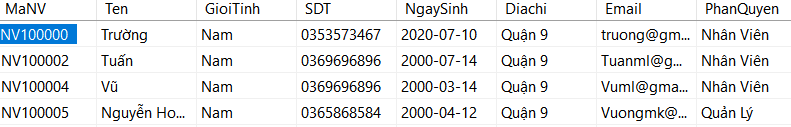 MaNV Ten GioiTinh SDT NgaySinh Diachi Email PhanQuyen
NV100000 Trường Nam 0353573467 2020-07-10 Quận 9 truong@gm... Nhân Viên
NV100002 Tuấn Nam 0369696896 2000-07-14 Quận 9 Tuanml@g... Nhân Viên
NV100004 Vũ Nam 0369696896 2000-03-14 Quận 9 Vuml@gma... Nhân Viên
NV100005 Nguyễn Ho... Nam 0365868584 2000-04-12 Quận 9 Vuongmk@... Quản Lý